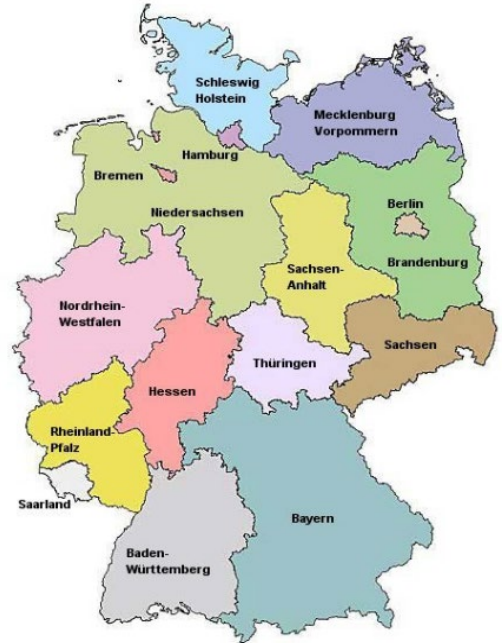 Schleswig
Holstein
Mecklenburg
Vorpommern
Hamburg
Bremen
Niedersachsen
Berlin
Brandenburg
Sachsen-
Anhalt
Nordrhein-
Westfalen
Sachsen
Thüringen
Hessen
Rheinland-
Pfalz
Saarland
Bayern
Baden-
Württemberg